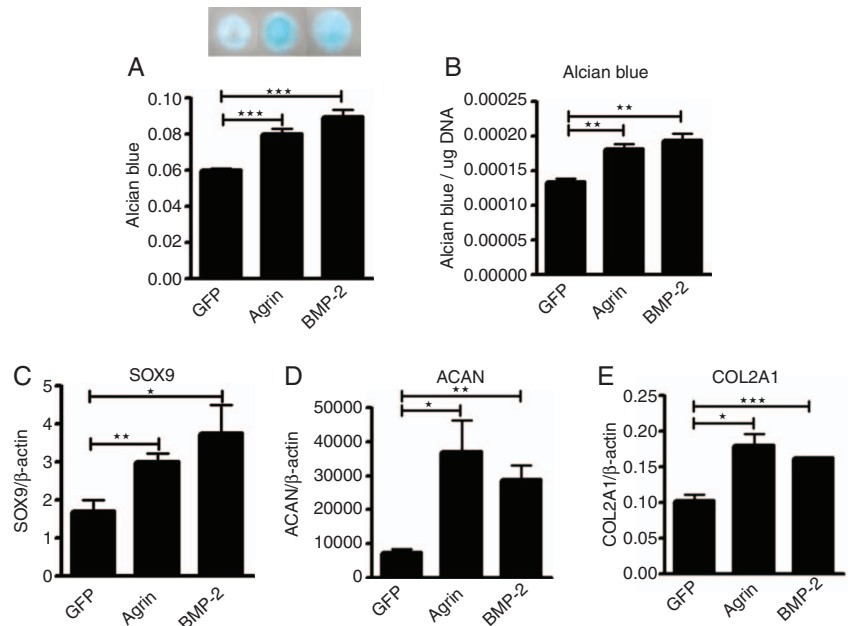 A
★★★
★★★
Alcian blue
0.10
0.08
0.06
0.04
0.02
0.00
GFP
Agrin
BMP-2
B
Alcian blue
★★
★★
Alcian blue / ug DNA
0.00025
0.00020
0.00015
0.00010
0.00005
0.00000
GFP
Agrin
BMP-2
C
SOX9
★
★★
SOX9/β-actin
5
4
3
2
1
0
GFP
Agrin
BMP-2
D
ACAN
★★
★
ACAN/β-actin
50000
40000
30000
20000
10000
0
GFP
Agrin
BMP-2
E
COL2A1
★★★
★
COL2A1/β-actin
0.25
0.20
0.15
0.10
0.05
0.00
GFP
Agrin
BMP-2